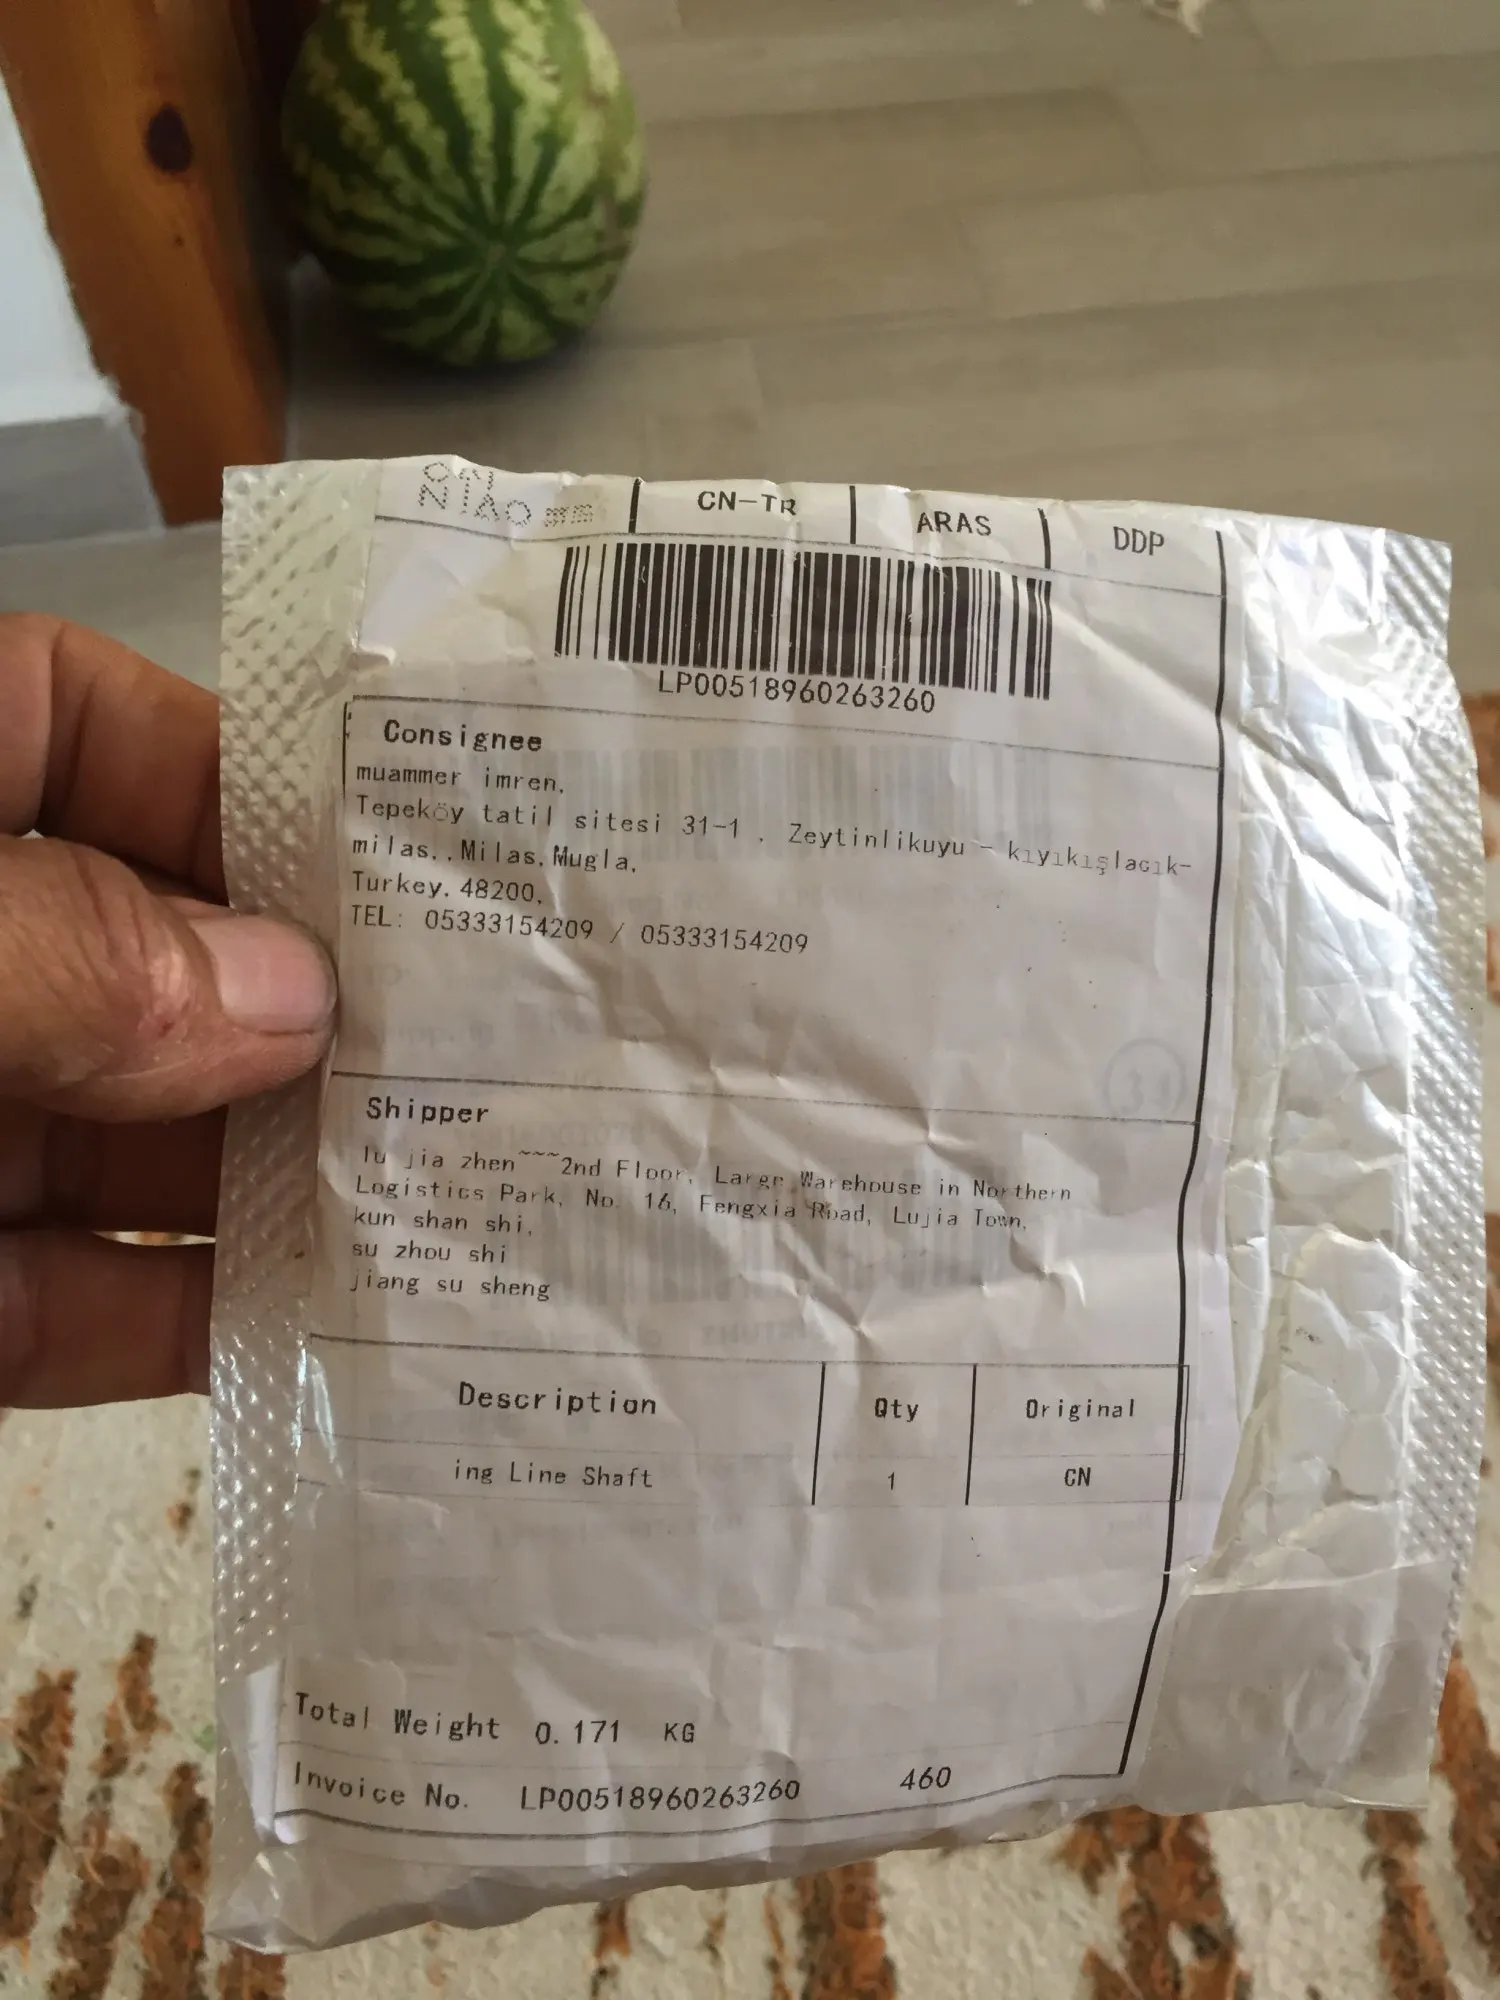 CAI
NIAO
CN-TR
ARAS
DDP
LP00518960263260
Consignee
muammer imren,
Tepeköy tatil sitesi 31-1 , Zeytinlikuyu - kıyıkışlacık-
milas,,Milas,Mugla,
Turkey, 48200,
TEL: 05333154209 / 05333154209
Shipper
lu jia zhen~~~2nd Floor, Large Warehouse in Northern
Logistics Park, No. 16, Fengxia Road, Lujia Town,
kun shan shi,
su zhou shi
jiang su sheng
Description Qty Original
ing Line Shaft 1 CN
Total Weight 0.171 KG
Invoice No. LP00518960263260 460